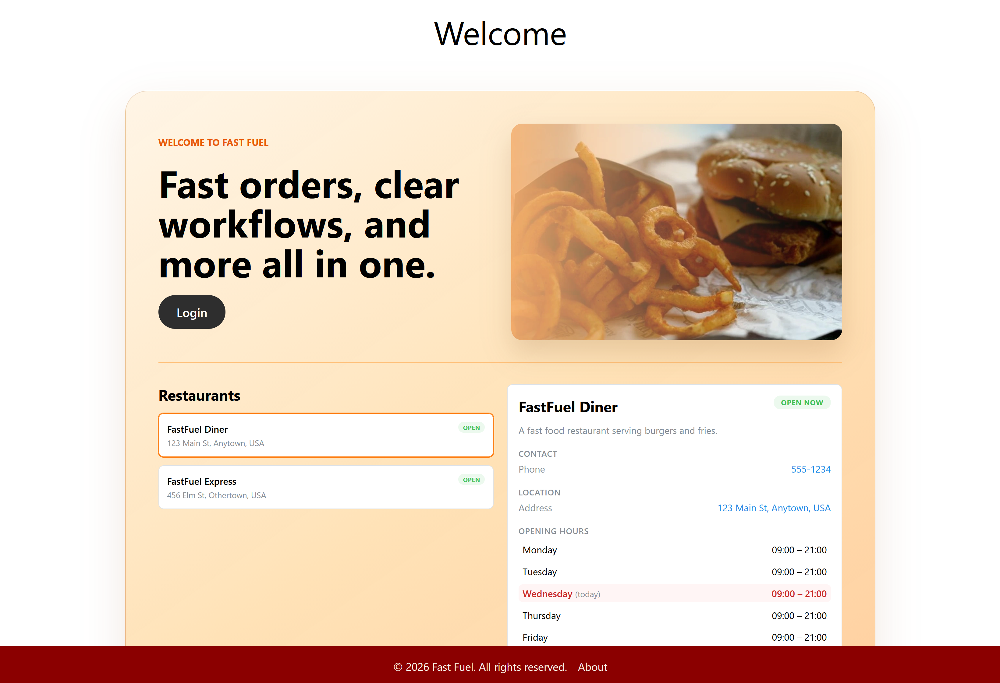 Welcome
WELCOME TO FAST FUEL
Fast orders, clear
workflows, and
more all in one.
Login
Restaurants
FastFuel Diner
OPEN
123 Main St, Anytown, USA
FastFuel Express
OPEN
456 Elm St, Othertown, USA
FastFuel Diner
OPEN NOW
A fast food restaurant serving burgers and fries.
CONTACT
Phone 555-1234
LOCATION
Address 123 Main St, Anytown, USA
OPENING HOURS
Monday 09:00 – 21:00
Tuesday 09:00 – 21:00
Wednesday (today) 09:00 – 21:00
Thursday 09:00 – 21:00
Friday 09:00 – 21:00
© 2026 Fast Fuel. All rights reserved. About